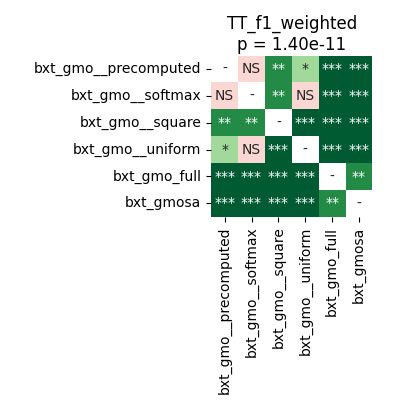 TT_f1_weighted
p = 1.40e-11
bxt_gmo__precomputed - NS ** * *** ***
bxt_gmo__softmax NS - ** NS *** ***
bxt_gmo__square ** ** - *** *** ***
bxt_gmo__uniform * NS *** - *** ***
bxt_gmo_full *** *** *** *** - **
bxt_gmosa *** *** *** *** ** -
bxt_gmo__precomputed
bxt_gmo__softmax
bxt_gmo__square
bxt_gmo__uniform
bxt_gmo_full
bxt_gmosa